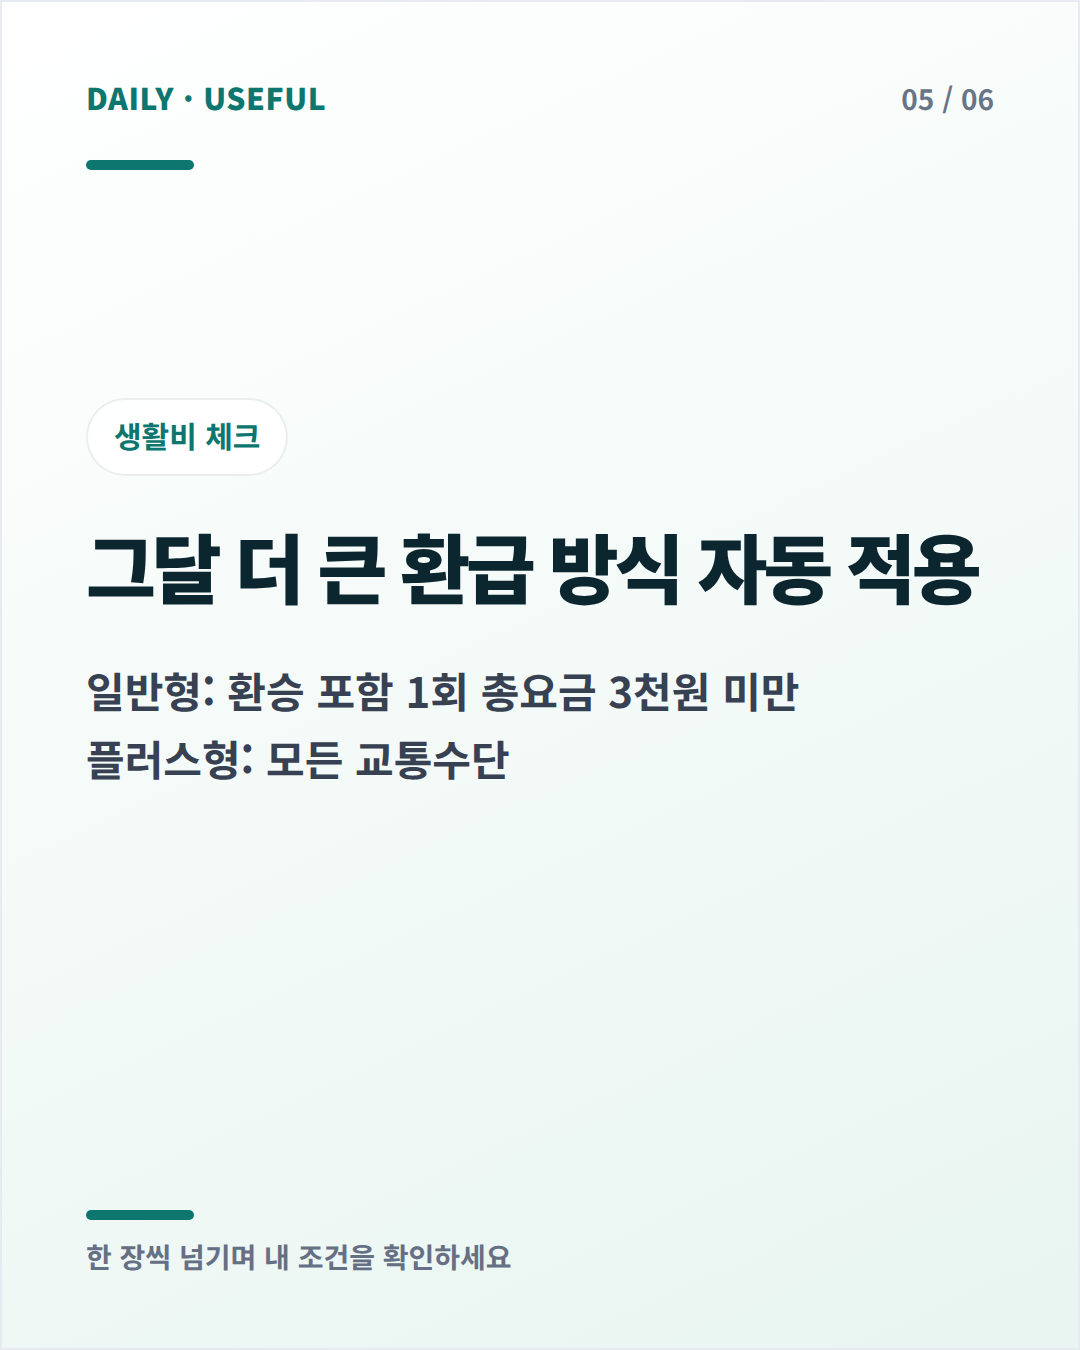 DAILY · USEFUL
05 / 06
생활비 체크
그달 더 큰 환급 방식 자동 적용
일반형: 환승 포함 1회 총요금 3천원 미만
플러스형: 모든 교통수단
한 장씩 넘기며 내 조건을 확인하세요